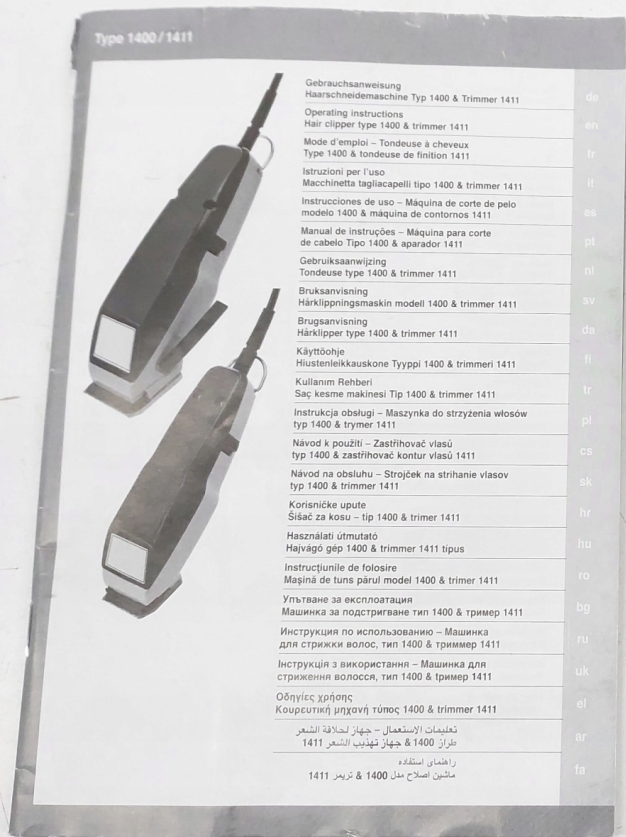 Type 1400/1411
Gebrauchsanweisung
Haarschneidemaschine Typ 1400 & Trimmer 1411
de
Operating instructions
Hair clipper type 1400 & trimmer 1411
en
Mode d'emploi – Tondeuse à cheveux
Type 1400 & tondeuse de finition 1411
fr
Istruzioni per l'uso
Macchinetta tagliacapelli tipo 1400 & trimmer 1411
it
Instrucciones de uso – Máquina de corte de pelo
modelo 1400 & máquina de contornos 1411
es
Manual de instruções – Máquina para corte
de cabelo Tipo 1400 & aparador 1411
pt
Gebruiksaanwijzing
Tondeuse type 1400 & trimmer 1411
nl
Bruksanvisning
Hårklippningsmaskin modell 1400 & trimmer 1411
sv
Brugsanvisning
Hårklipper type 1400 & trimmer 1411
da
Käyttöohje
Hiustenleikkauskone Tyyppi 1400 & trimmeri 1411
fi
Kullanım Rehberi
Saç kesme makinesi Tip 1400 & trimmer 1411
tr
Instrukcja obsługi – Maszynka do strzyżenia włosów
typ 1400 & trymer 1411
pl
Návod k použití – Zastřihovač vlasů
typ 1400 & zastřihovač kontur vlasů 1411
cs
Návod na obsluhu – Strojček na strihanie vlasov
typ 1400 & trimmer 1411
sk
Korisničke upute
Šišač za kosu – tip 1400 & trimer 1411
hr
Használati útmutató
Hajvágó gép 1400 & trimmer 1411 típus
hu
Instrucţiunile de folosire
Maşină de tuns părul model 1400 & trimer 1411
ro
Упътване за експлоатация
Машинка за подстригване тип 1400 & тример 1411
bg
Инструкция по использованию – Машинка
для стрижки волос, тип 1400 & триммер 1411
ru
Інструкція з використання – Машинка для
стриження волосся, тип 1400 & тример 1411
uk
Οδηγίες χρήσης
Κουρευτική μηχανή τύπος 1400 & trimmer 1411
el
تعليمات الاستعمال – جهاز لحلاقة الشعر
طراز 1400 & جهاز تهذيب الشعر 1411
ar
راهنمای استفاده
ماشین اصلاح مدل 1400 & تریمر 1411
fa